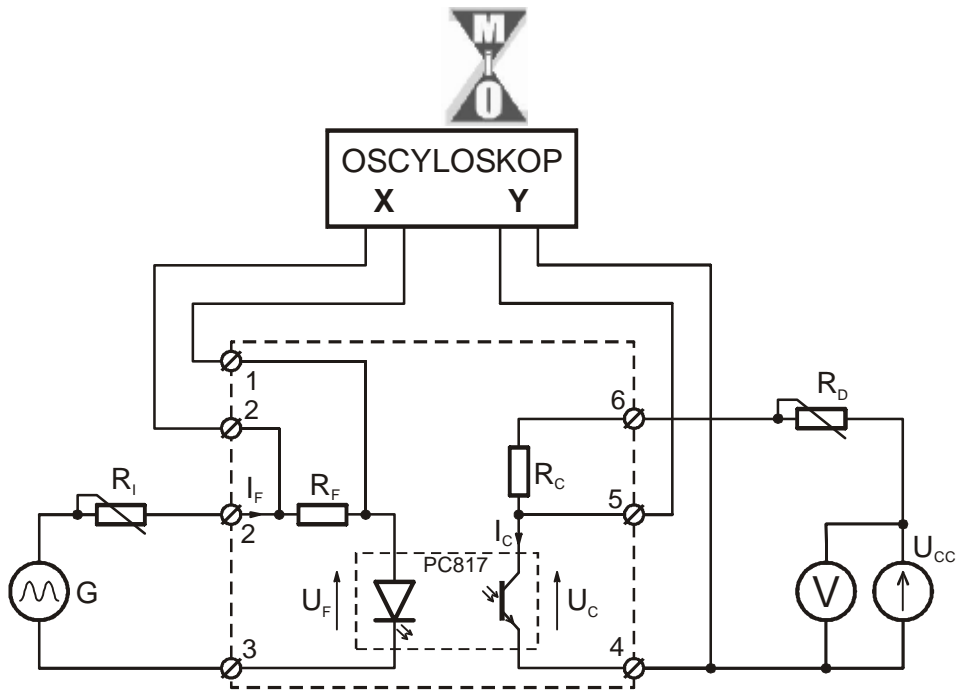 M
i
O
OSCYLOSKOP
X Y
1
2
6
R_D
R_I
I_F
R_F
R_C
5
2
I_C
U_CC
PC817
G
U_F
U_C
V
3
4